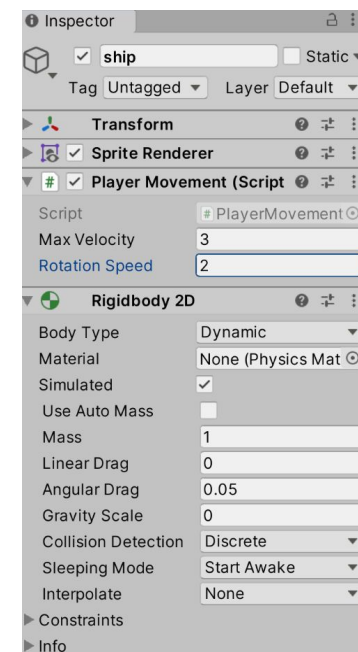 Inspector
ship Static
Tag Untagged Layer Default
Transform
Sprite Renderer
# Player Movement (Script
Script # PlayerMovement
Max Velocity 3
Rotation Speed 2
Rigidbody 2D
Body Type Dynamic
Material None (Physics Mat
Simulated
Use Auto Mass
Mass 1
Linear Drag 0
Angular Drag 0.05
Gravity Scale 0
Collision Detection Discrete
Sleeping Mode Start Awake
Interpolate None
Constraints
Info